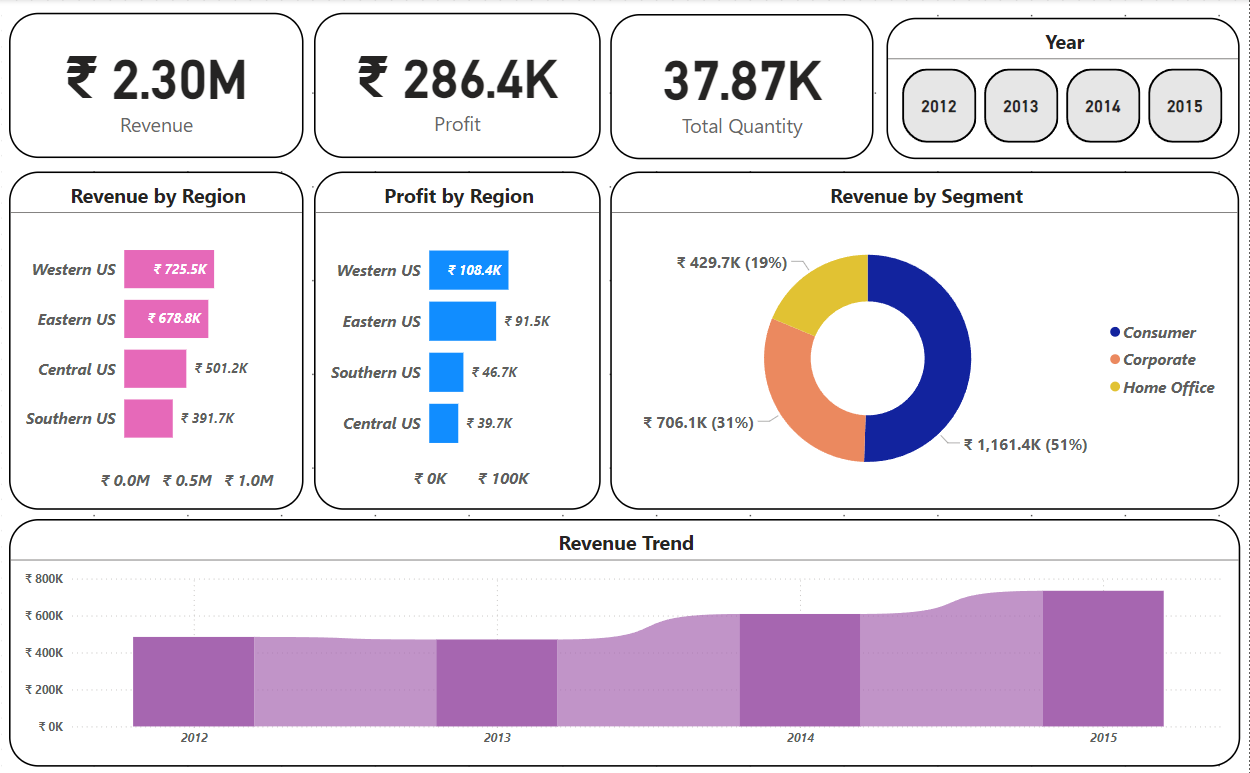 ₹ 2.30M
Revenue
₹ 286.4K
Profit
37.87K
Total Quantity
Year
2012
2013
2014
2015
Revenue by Region
Western US
₹ 725.5K
Eastern US
₹ 678.8K
Central US
₹ 501.2K
Southern US
₹ 391.7K
₹ 0.0M
₹ 0.5M
₹ 1.0M
Profit by Region
Western US
₹ 108.4K
Eastern US
₹ 91.5K
Southern US
₹ 46.7K
Central US
₹ 39.7K
₹ 0K
₹ 100K
Revenue by Segment
₹ 429.7K (19%)
₹ 706.1K (31%)
₹ 1,161.4K (51%)
Consumer
Corporate
Home Office
Revenue Trend
₹ 800K
₹ 600K
₹ 400K
₹ 200K
₹ 0K
2012
2013
2014
2015